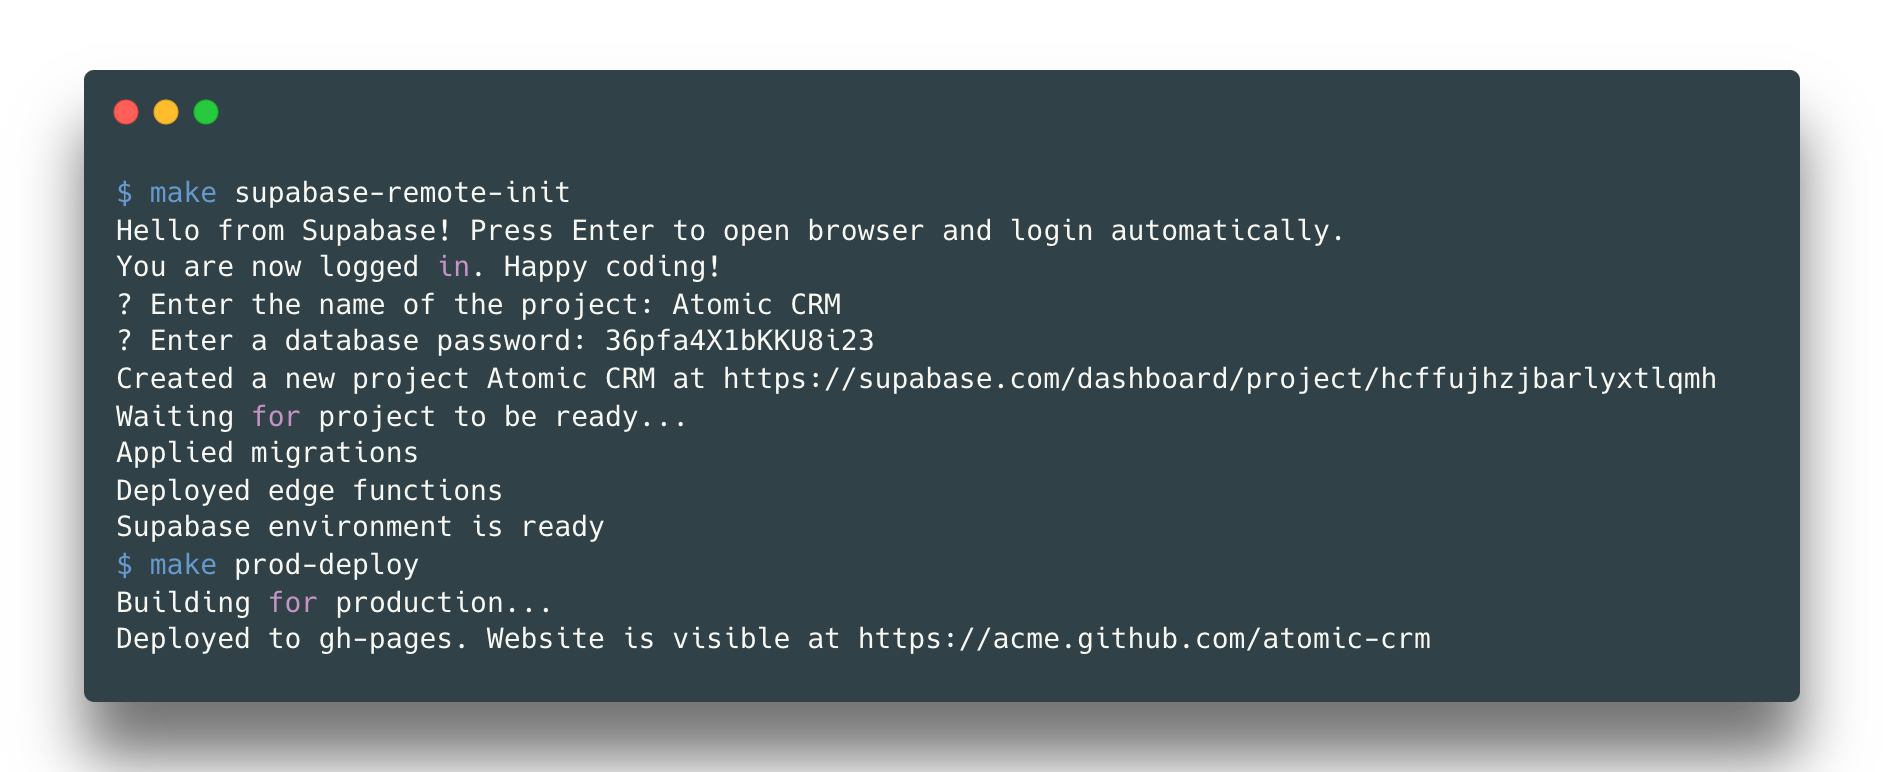 $ make supabase-remote-init
Hello from Supabase! Press Enter to open browser and login automatically.
You are now logged in. Happy coding!
? Enter the name of the project: Atomic CRM
? Enter a database password: 36pfa4X1bKKU8i23
Created a new project Atomic CRM at https://supabase.com/dashboard/project/hcffujhzjbarlyxtlqmh
Waiting for project to be ready...
Applied migrations
Deployed edge functions
Supabase environment is ready
$ make prod-deploy
Building for production...
Deployed to gh-pages. Website is visible at https://acme.github.com/atomic-crm